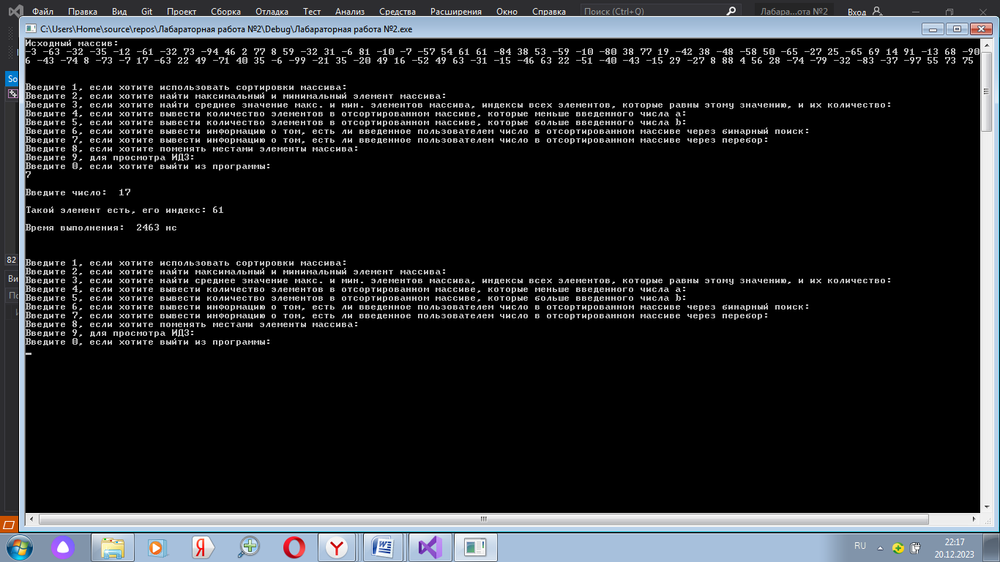 Файл Правка Вид Git Проект Сборка Отладка Тест Анализ Средства Расширения Окно Справка Поиск (Ctrl+Q) Лабара...ота №2 Вход
C:\Users\Home\source\repos\Лабараторная работа №2\Debug\Лабараторная работа №2.exe
Исходный массив:
-3 -63 -32 -35 -12 -61 -32 73 -94 46 2 77 8 59 -32 31 -6 81 -10 -7 -57 54 61 61 -84 38 53 -59 -10 -80 38 77 19 -42 38 -48 -58 50 -65 -27 25 -65 69 14 91 -13 68 -90
6 -43 -74 8 -73 -7 17 -63 22 49 -71 40 35 -6 -99 -21 35 -20 49 16 -52 49 63 -31 -15 -46 63 22 -51 -40 -43 -15 29 -27 8 88 4 56 28 -74 -79 -32 -83 -37 -97 55 73 75
So
Введите 1, если хотите использовать сортировки массива:
Введите 2, если хотите найти максимальный и минимальный элемент массива:
Введите 3, если хотите найти среднее значение макс. и мин. элементов массива, индексы всех элементов, которые равны этому значению, и их количество:
Введите 4, если хотите вывести количество элементов в отсортированном массиве, которые меньше введенного числа a:
Введите 5, если хотите вывести количество элементов в отсортированном массиве, которые больше введенного числа b:
Введите 6, если хотите вывести информацию о том, есть ли введенное пользователем число в отсортированном массиве через бинарный поиск:
Введите 7, если хотите вывести информацию о том, есть ли введенное пользователем число в отсортированном массиве через перебор:
Введите 8, если хотите поменять местами элементы массива:
Введите 9, для просмотра ИДЗ:
Введите 0, если хотите выйти из программы:
7
Введите число: 17
Такой элемент есть, его индекс: 61
Время выполнения: 2463 нс
82
Введите 1, если хотите использовать сортировки массива:
Введите 2, если хотите найти максимальный и минимальный элемент массива:
Введите 3, если хотите найти среднее значение макс. и мин. элементов массива, индексы всех элементов, которые равны этому значению, и их количество:
Введите 4, если хотите вывести количество элементов в отсортированном массиве, которые меньше введенного числа a:
Введите 5, если хотите вывести количество элементов в отсортированном массиве, которые больше введенного числа b:
Введите 6, если хотите вывести информацию о том, есть ли введенное пользователем число в отсортированном массиве через бинарный поиск:
Введите 7, если хотите вывести информацию о том, есть ли введенное пользователем число в отсортированном массиве через перебор:
Введите 8, если хотите поменять местами элементы массива:
Введите 9, для просмотра ИДЗ:
Введите 0, если хотите выйти из программы:
Вы
По
RU
22:17
20.12.2023